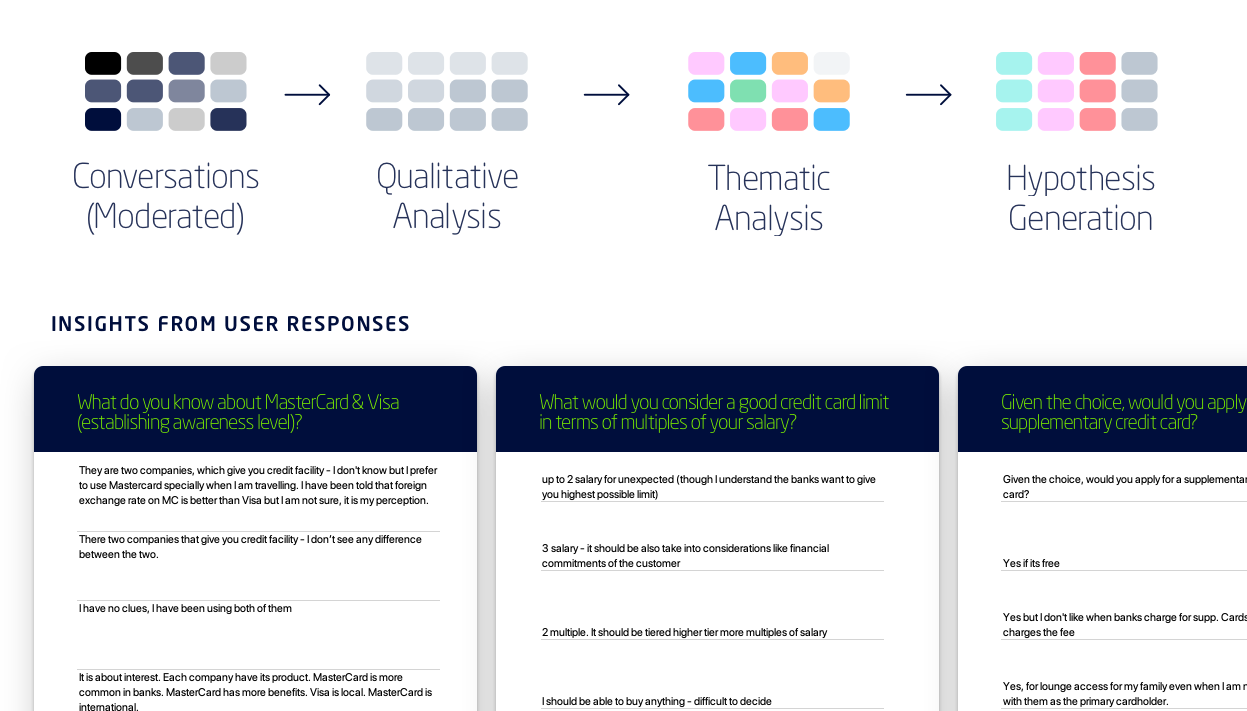 Conversations
(Moderated)
Qualitative
Analysis
Thematic
Analysis
Hypothesis
Generation
INSIGHTS FROM USER RESPONSES
What do you know about MasterCard & Visa
(establishing awareness level)?
They are two companies, which give you credit facility - I don't know but I prefer
to use Mastercard specially when I am travelling. I have been told that foreign
exchange rate on MC is better than Visa but I am not sure, it is my perception.
There two companies that give you credit facility - I don't see any difference
between the two.
I have no clues, I have been using both of them
It is about interest. Each company have its product. MasterCard is more
common in banks. MasterCard has more benefits. Visa is local. MasterCard is
international.
What would you consider a good credit card limit
in terms of multiples of your salary?
up to 2 salary for unexpected (though I understand the banks want to give
you highest possible limit)
3 salary - it should be also take into considerations like financial
commitments of the customer
2 multiple. It should be tiered higher tier more multiples of salary
I should be able to buy anything - difficult to decide
Given the choice, would you apply
supplementary credit card?
Given the choice, would you apply for a
card?
Yes if its free
Yes but I don't like when banks charge for supp. Cards
charges the fee
Yes, for lounge access for my family even when I am
with them as the primary cardholder.